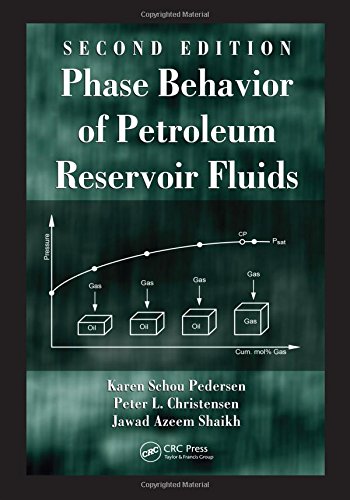 Copyrighted Material
SECOND EDITION
Phase Behavior
of Petroleum
Reservoir Fluids
Pressure
CP
Psat
Gas Gas Gas
Oil Oil Oil Gas
Cum. mol% Gas
Karen Schou Pedersen
Peter L. Christensen
Jawad Azeem Shaikh
CRC CRC Press
Taylor & Francis Group
Copyrighted Material